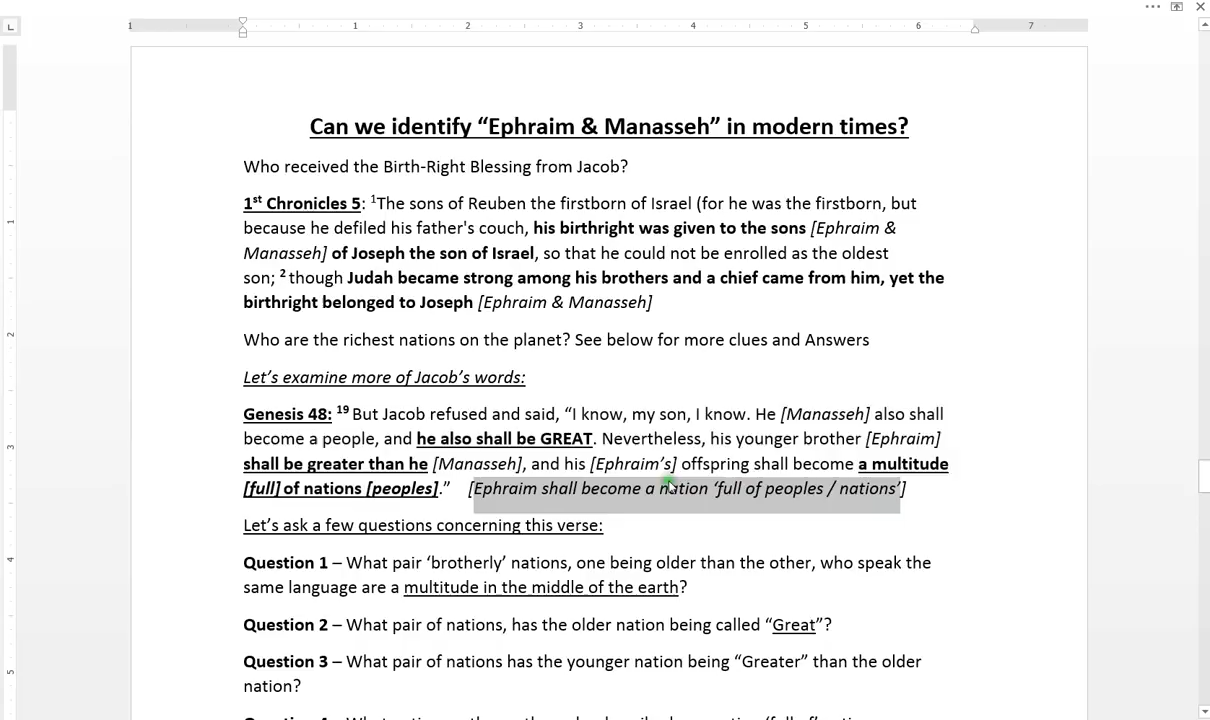 1 1 2 3 4 5 6 7
Can we identify “Ephraim & Manasseh” in modern times?
Who received the Birth-Right Blessing from Jacob?
1st Chronicles 5: 1The sons of Reuben the firstborn of Israel (for he was the firstborn, but
because he defiled his father's couch, his birthright was given to the sons [Ephraim &
Manasseh] of Joseph the son of Israel, so that he could not be enrolled as the oldest
son; 2 though Judah became strong among his brothers and a chief came from him, yet the
birthright belonged to Joseph [Ephraim & Manasseh]
Who are the richest nations on the planet? See below for more clues and Answers
Let’s examine more of Jacob’s words:
Genesis 48: 19 But Jacob refused and said, “I know, my son, I know. He [Manasseh] also shall
become a people, and he also shall be GREAT. Nevertheless, his younger brother [Ephraim]
shall be greater than he [Manasseh], and his [Ephraim’s] offspring shall become a multitude
[full] of nations [peoples].” [Ephraim shall become a nation ‘full of peoples / nations’]
Let’s ask a few questions concerning this verse:
Question 1 – What pair ‘brotherly’ nations, one being older than the other, who speak the
same language are a multitude in the middle of the earth?
Question 2 – What pair of nations, has the older nation being called “Great”?
Question 3 – What pair of nations has the younger nation being “Greater” than the older
nation?